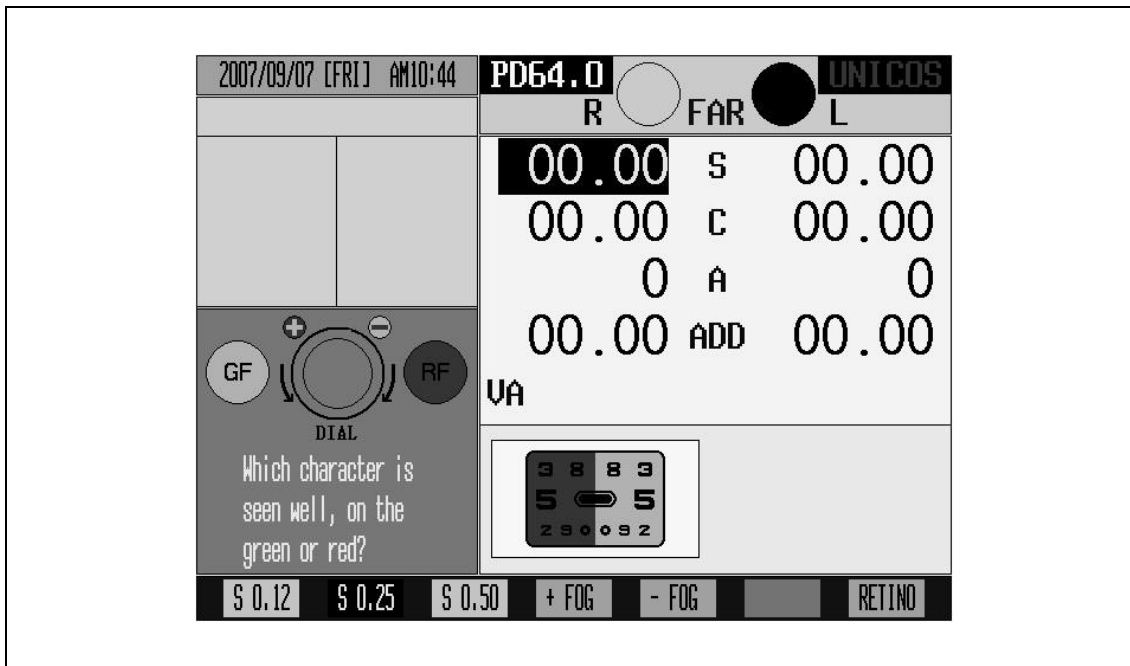 2007/09/07 [FRI] AM10:44
PD64.0 UNICOS
R FAR L
00.00 S 00.00
00.00 C 00.00
0 A 0
00.00 ADD 00.00
VA
GF RF
DIAL
Which character is
seen well, on the
green or red?
3 8 8 3
5 5
2 9 0 0 9 2
S 0.12 S 0.25 S 0.50 + FOG - FOG RETINO